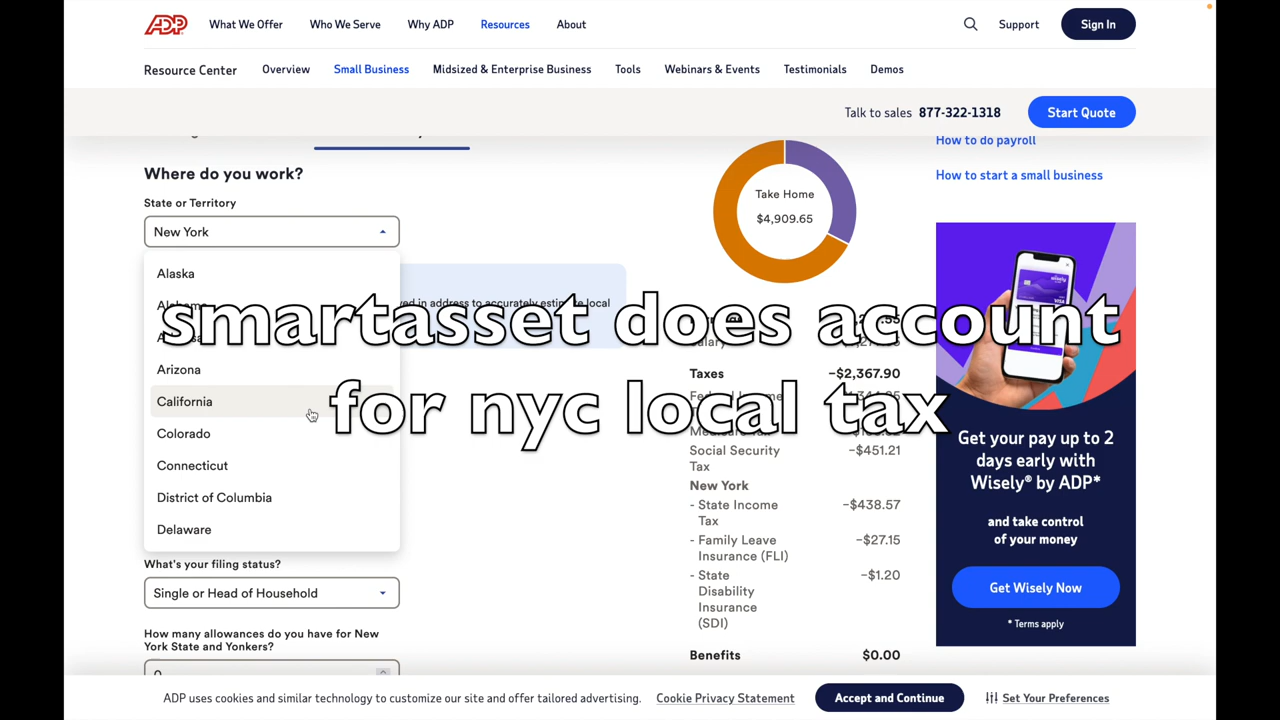 ADP
What We Offer
Who We Serve
Why ADP
Resources
About
Support
Sign In
Resource Center
Overview
Small Business
Midsized & Enterprise Business
Tools
Webinars & Events
Testimonials
Demos
Talk to sales 877-322-1318
Start Quote
Where do you work?
State or Territory
New York
Alaska
Arizona
California
Colorado
Connecticut
District of Columbia
Delaware
in address to accurately estimate local
smartasset does account
for nyc local tax
What's your filing status?
Single or Head of Household
How many allowances do you have for New
York State and Yonkers?
0
Take Home
$4,909.65
Taxes −$2,367.90
Social Security −$451.21
Tax
New York
- State Income −$438.57
Tax
- Family Leave −$27.15
Insurance (FLI)
- State −$1.20
Disability
Insurance
(SDI)
Benefits $0.00
How to do payroll
How to start a small business
Get your pay up to 2
days early with
Wisely® by ADP*
and take control
of your money
Get Wisely Now
* Terms apply
ADP uses cookies and similar technology to customize our site and offer tailored advertising.
Cookie Privacy Statement
Accept and Continue
Set Your Preferences